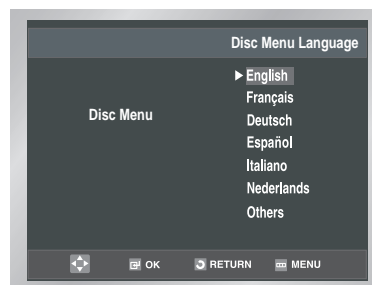 Disc Menu Language
Disc Menu
English
Français
Deutsch
Español
Italiano
Nederlands
Others
OK RETURN MENU